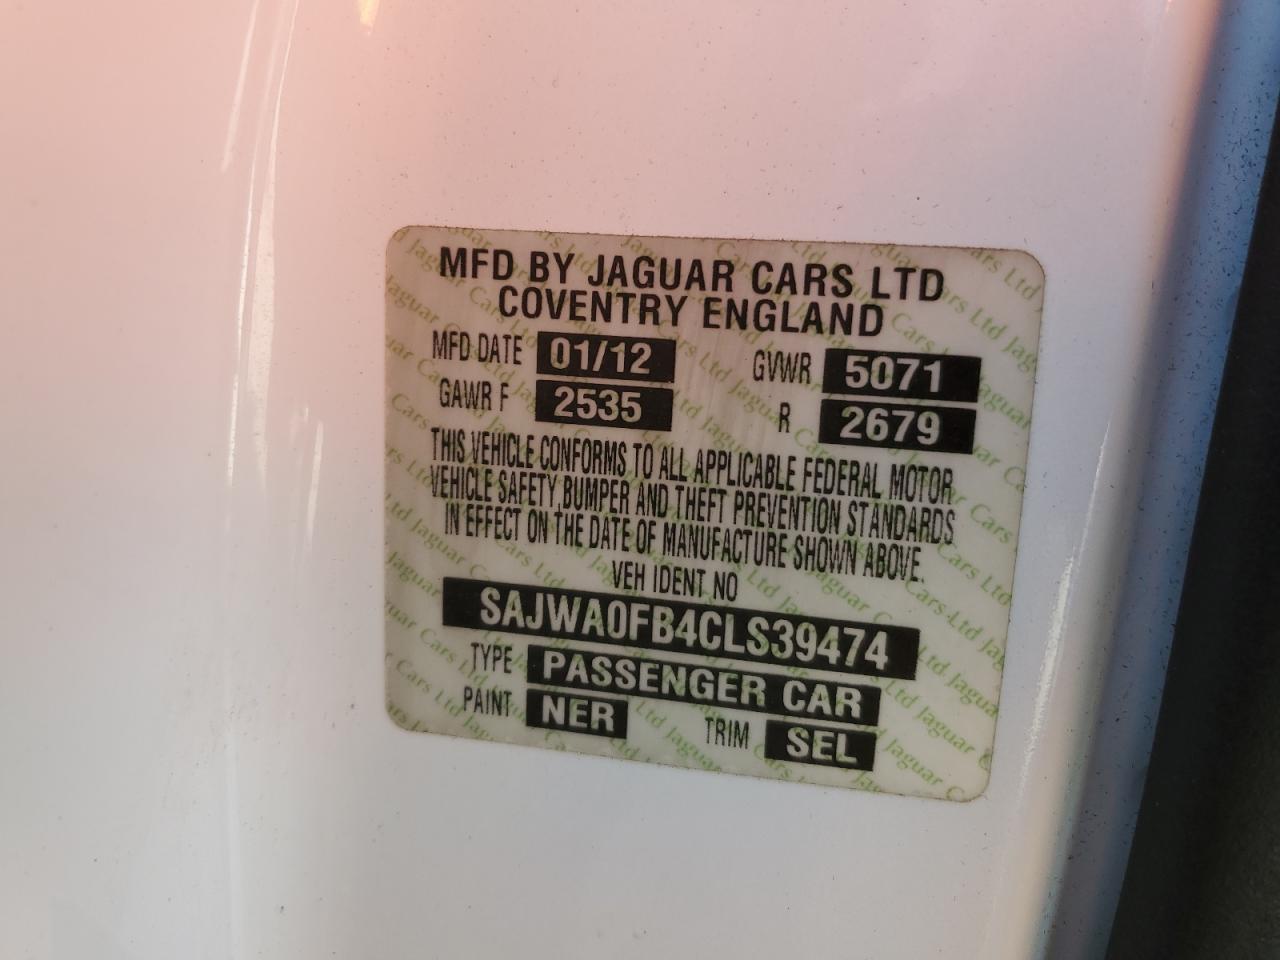 MFD BY JAGUAR CARS LTD
COVENTRY ENGLAND
MFD DATE 01/12 GVWR 5071
GAWR F 2535 R 2679
THIS VEHICLE CONFORMS TO ALL APPLICABLE FEDERAL MOTOR
VEHICLE SAFETY BUMPER AND THEFT PREVENTION STANDARDS
IN EFFECT ON THE DATE OF MANUFACTURE SHOWN ABOVE.
VEH IDENT NO
SAJWA0FB4CLS39474
TYPE PASSENGER CAR
PAINT NER TRIM SEL